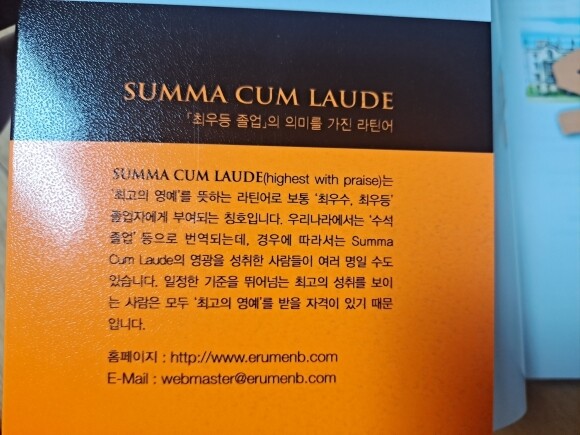 SUMMA CUM LAUDE
「최우등 졸업」의 의미를 가진 라틴어
SUMMA CUM LAUDE(highest with praise)는
'최고의 영예'를 뜻하는 라틴어로 보통 '최우수, 최우등'
졸업자에게 부여되는 칭호입니다. 우리나라에서는 '수석
졸업' 등으로 번역되는데, 경우에 따라서는 Summa
Cum Laude의 영광을 성취한 사람들이 여러 명일 수도
있습니다. 일정한 기준을 뛰어넘는 최고의 성취를 보이
는 사람은 모두 '최고의 영예'를 받을 자격이 있기 때문
입니다.
홈페이지 : http://www.erumenb.com
E-Mail : webmaster@erumenb.com